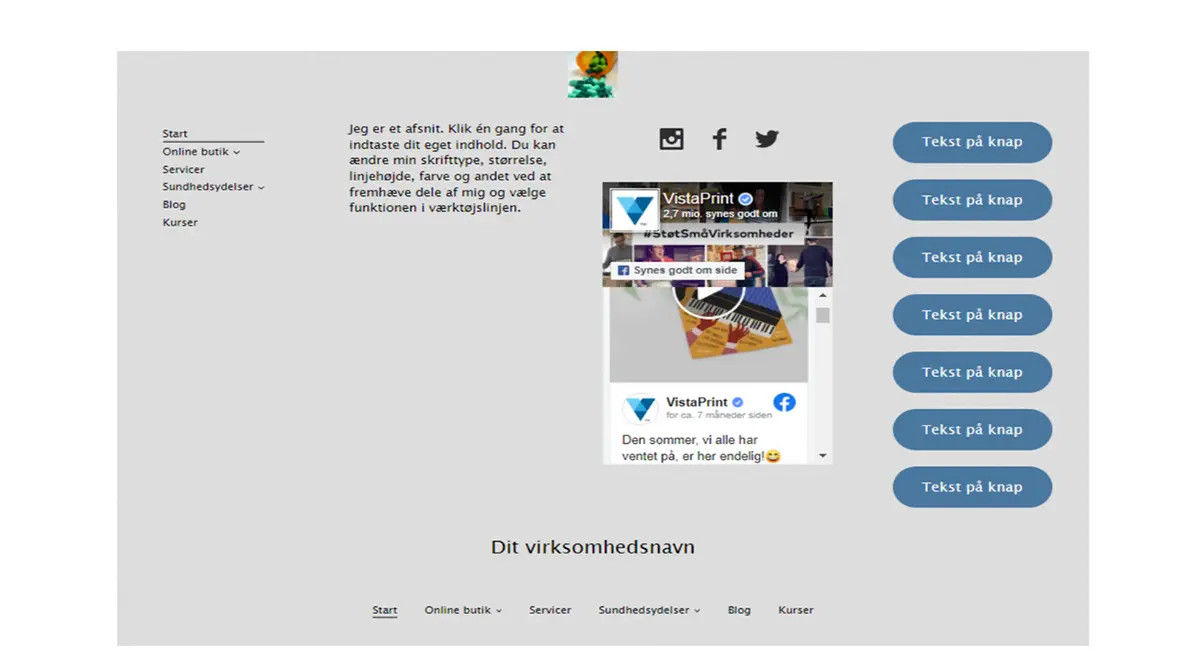 Start
Online butik
Servicer
Sundhedsydelser
Blog
Kurser
Jeg er et afsnit. Klik én gang for at
indtaste dit eget indhold. Du kan
ændre min skrifttype, størrelse,
linjehøjde, farve og andet ved at
fremhæve dele af mig og vælge
funktionen i værktøjslinjen.
VistaPrint
2,7 mio. synes godt om
#StøtSmåVirksomheder
Synes godt om side
VistaPrint
for ca. 7 måneder siden
Den sommer, vi alle har
ventet på, er her endelig!😄
Tekst på knap
Tekst på knap
Tekst på knap
Tekst på knap
Tekst på knap
Tekst på knap
Tekst på knap
Dit virksomhedsnavn
Start Online butik Servicer Sundhedsydelser Blog Kurser